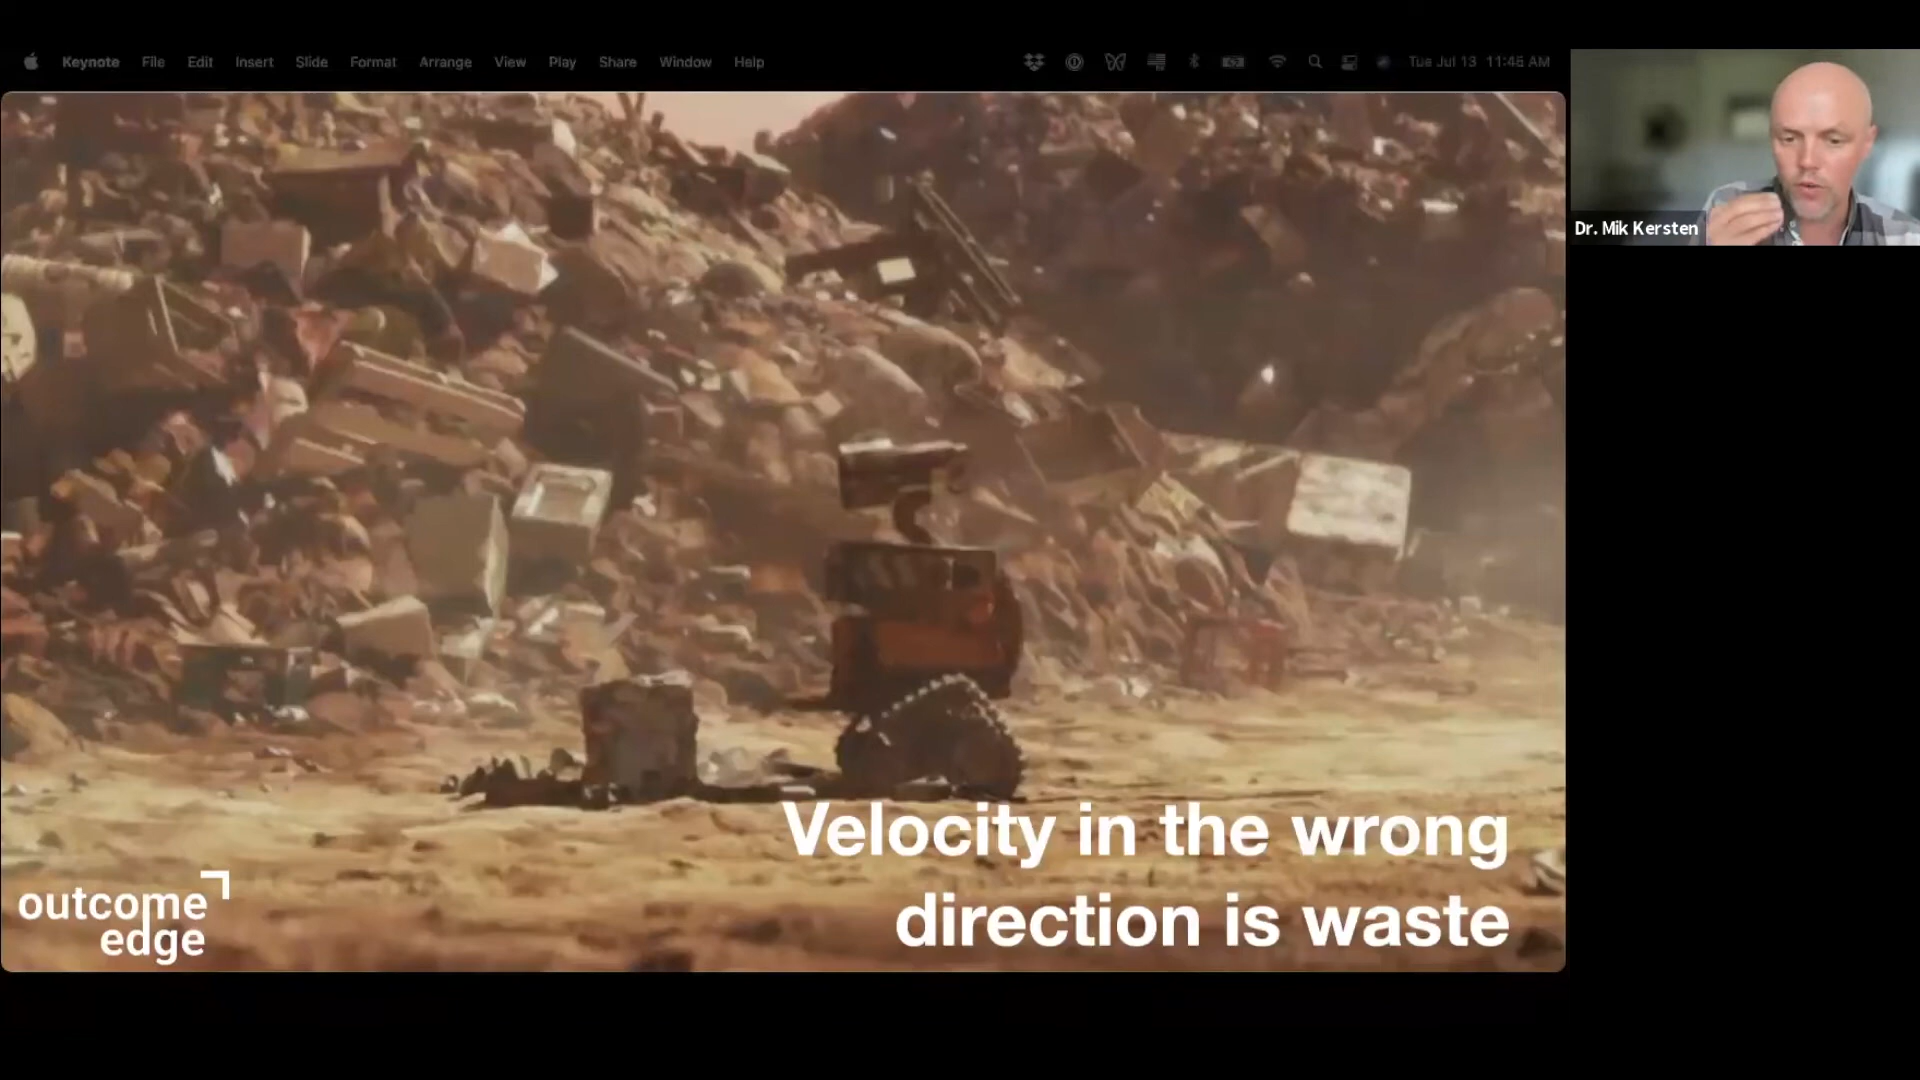 Keynote File Edit Insert Slide Format Arrange View Play Share Window Help
Tue Jul 13 11:45 AM
Dr. Mik Kersten
Velocity in the wrong
direction is waste
outcome
edge